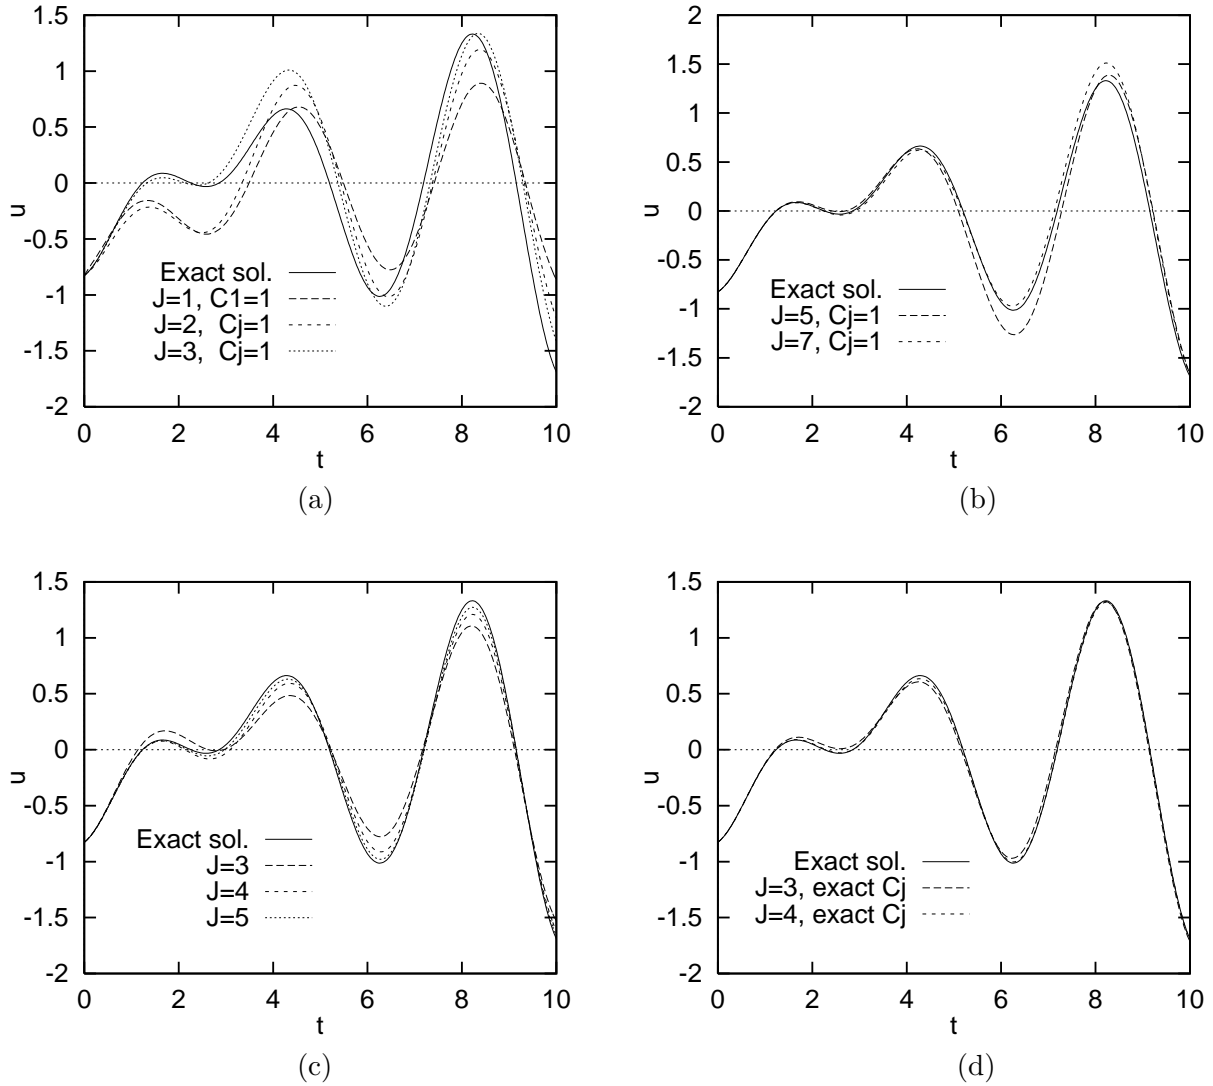 1.5
1
0.5
0
-0.5
-1
-1.5
-2
u
Exact sol.
J=1, C1=1
J=2, Cj=1
J=3, Cj=1
0 2 4 6 8 10
t
(a)
2
1.5
1
0.5
0
-0.5
-1
-1.5
-2
u
Exact sol.
J=5, Cj=1
J=7, Cj=1
0 2 4 6 8 10
t
(b)
1.5
1
0.5
0
-0.5
-1
-1.5
-2
u
Exact sol.
J=3
J=4
J=5
0 2 4 6 8 10
t
(c)
1.5
1
0.5
0
-0.5
-1
-1.5
-2
u
Exact sol.
J=3, exact Cj
J=4, exact Cj
0 2 4 6 8 10
t
(d)